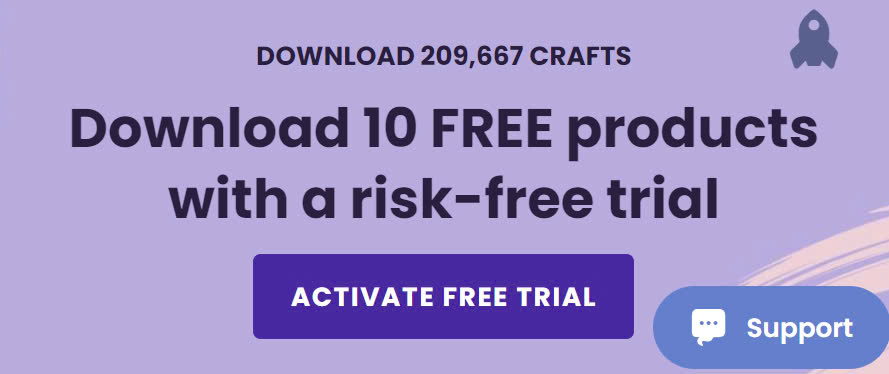 DOWNLOAD 209,667 CRAFTS
Download 10 FREE products
with a risk-free trial
ACTIVATE FREE TRIAL
Support